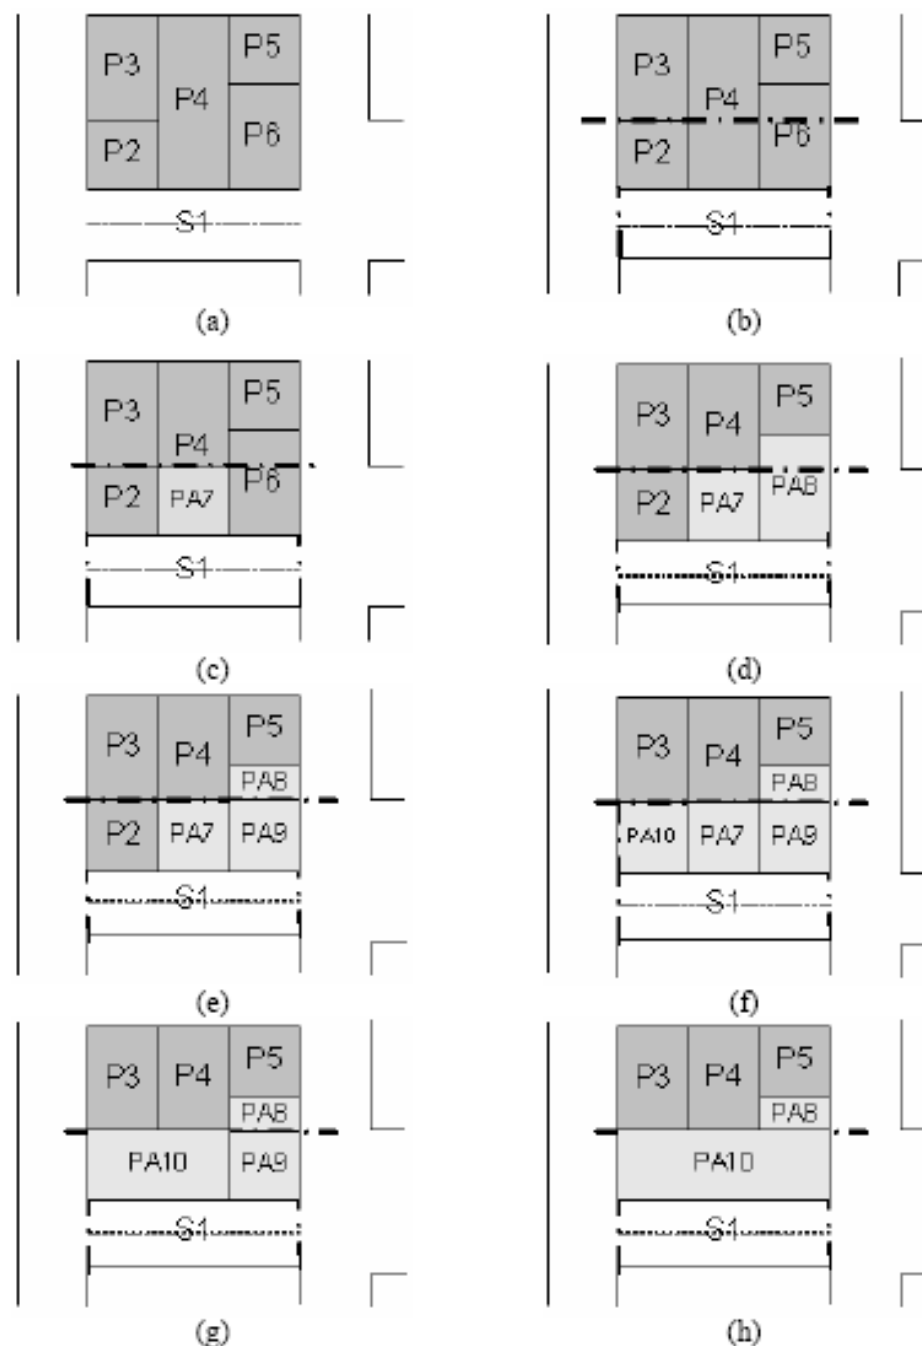 P3 P4 P5
P2 P6
S1
(a)
P3 P4 P5
P2 P6
S1
(b)
P3 P4 P5
P2 PA7 P6
S1
(c)
P3 P4 P5
P2 PA7 PA8
S1
(d)
P3 P4 P5
PA8
P2 PA7 PA9
S1
(e)
P3 P4 P5
PA8
PA10 PA7 PA9
S1
(f)
P3 P4 P5
PA8
PA10 PA9
S1
(g)
P3 P4 P5
PA8
PA10
S1
(h)